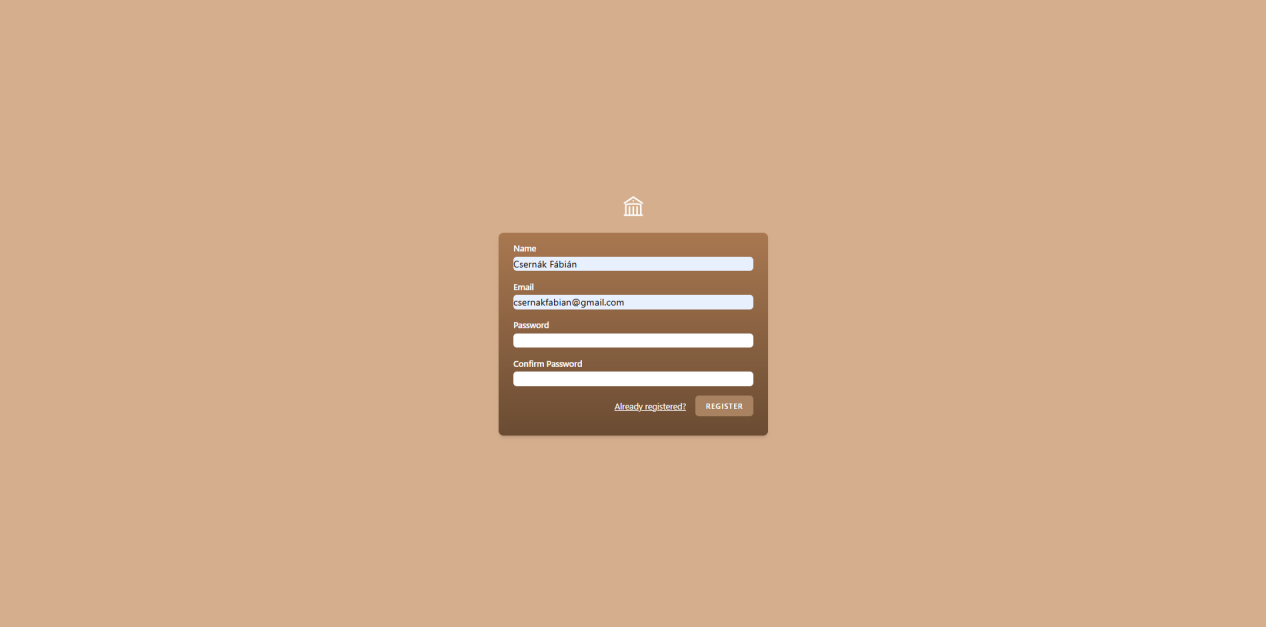 Name
Csernák Fábián
Email
csernakfabian@gmail.com
Password
Confirm Password
Already registered? REGISTER